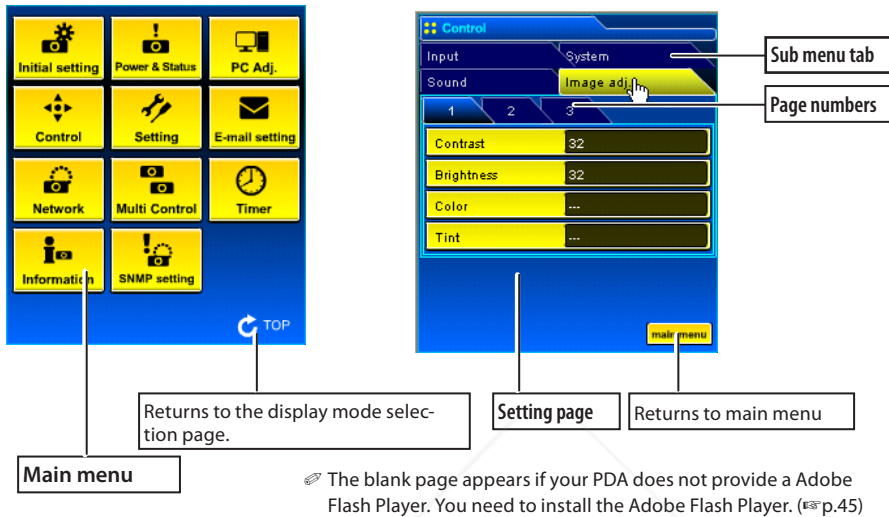 Initial setting
Power & Status
PC Adj.
Control
Setting
E-mail setting
Network
Multi Control
Timer
Information
SNMP setting
TOP
Control
Input
System
Sound
Image adj.
1
2
3
Contrast
32
Brightness
32
Color
---
Tint
---
main menu
Sub menu tab
Page numbers
Returns to the display mode selec-
tion page.
Setting page
Returns to main menu
Main menu
The blank page appears if your PDA does not provide a Adobe
Flash Player. You need to install the Adobe Flash Player. (☞p.45)